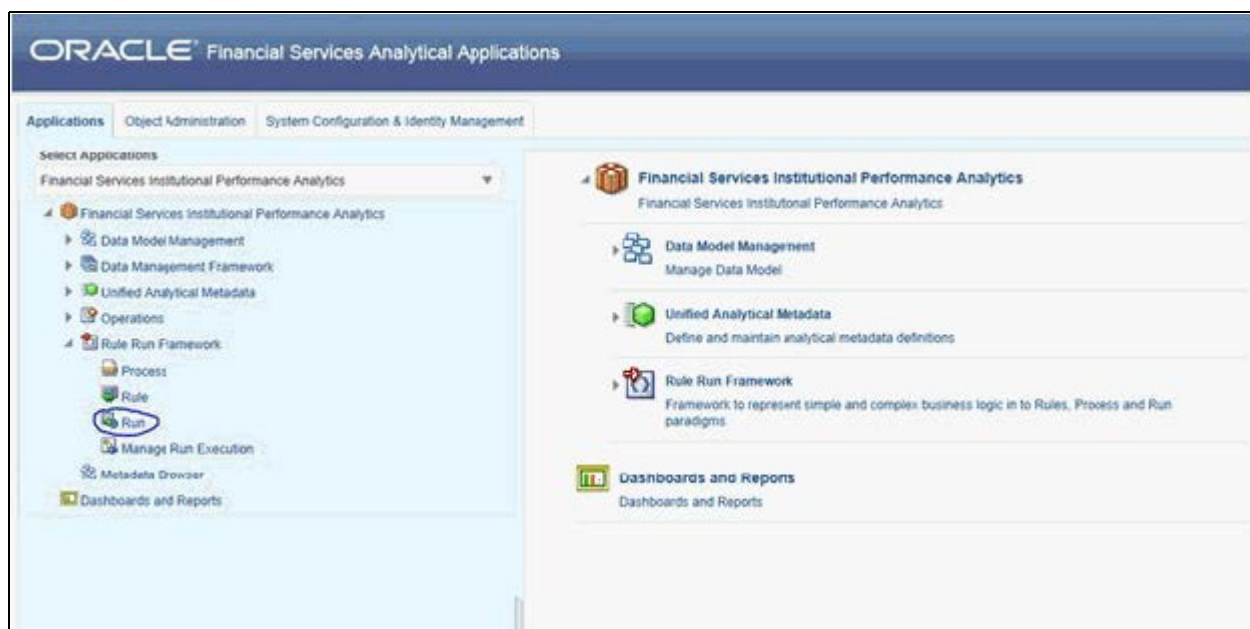 ORACLE® Financial Services Analytical Applications
Applications Object Administration System Configuration & Identity Management
Select Applications
Financial Services Institutional Performance Analytics
Financial Services Institutional Performance Analytics
Data Model Management
Data Management Framework
Unified Analytical Metadata
Operations
Rule Run Framework
Process
Rule
Run
Manage Run Execution
Metadata Browser
Dashboards and Reports
Financial Services Institutional Performance Analytics
Financial Services Institutional Performance Analytics
Data Model Management
Manage Data Model
Unified Analytical Metadata
Define and maintain analytical metadata definitions
Rule Run Framework
Framework to represent simple and complex business logic in to Rules, Process and Run
paradigms
Dashboards and Reports
Dashboards and Reports